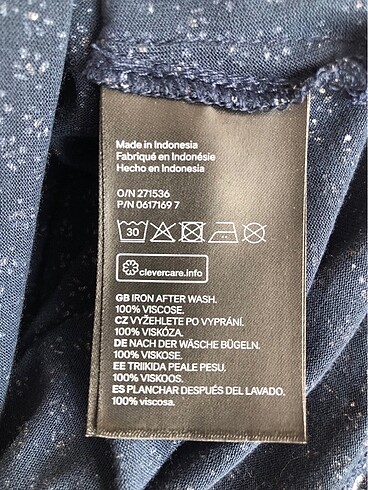 Made in Indonesia
Fabriqué en Indonésie
Hecho en Indonesia
O/N 271536
P/N 0617169 7
30
clevercare.info
GB IRON AFTER WASH.
100% VISCOSE.
CZ VYŽEHLETE PO VYPRÁNÍ.
100% VISKÓZA.
DE NACH DER WÄSCHE BÜGELN.
100% VISKOSE.
EE TRIIKIDA PEALE PESU.
100% VISKOOS.
ES PLANCHAR DESPUÉS DEL LAVADO.
100% viscosa.